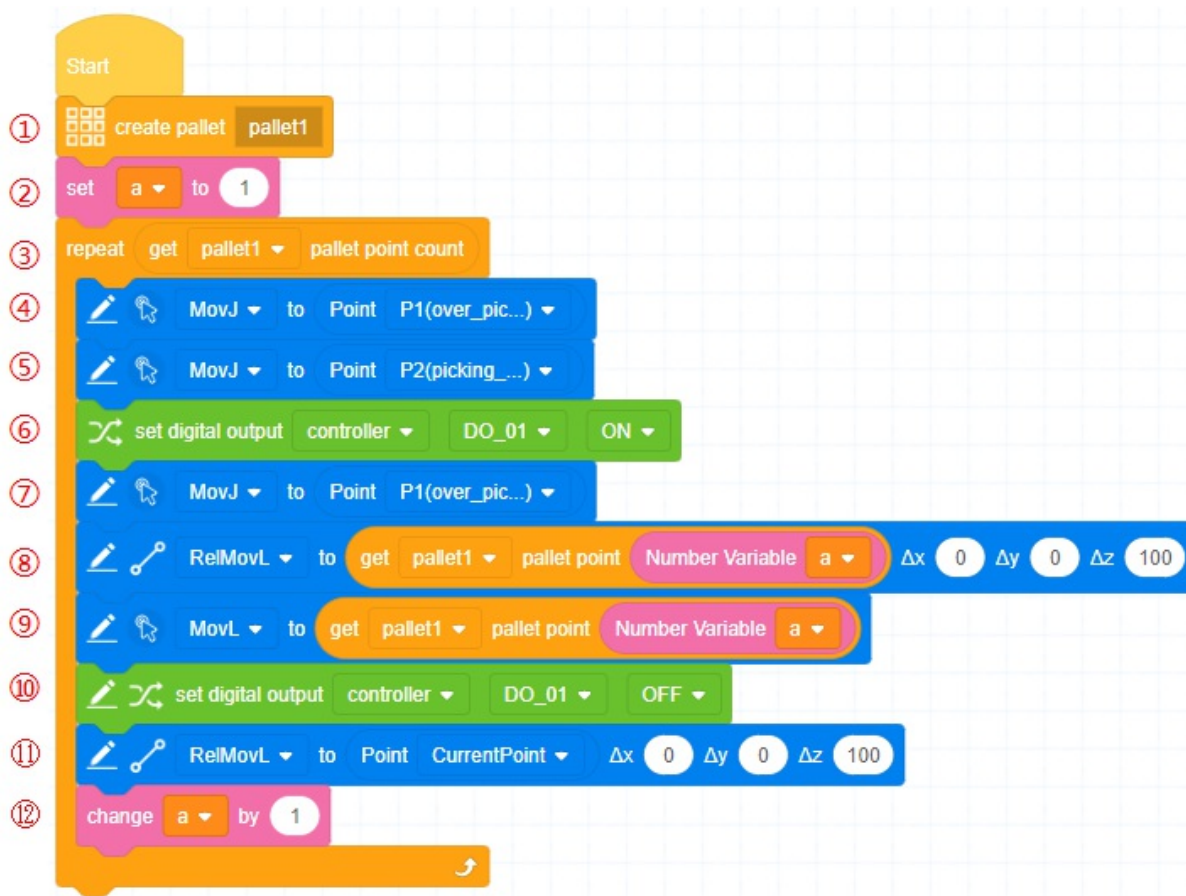 Start
① create pallet pallet1
② set a to 1
③ repeat get pallet1 pallet point count
④ MovJ to Point P1(over_pic...)
⑤ MovJ to Point P2(picking_...)
⑥ set digital output controller DO_01 ON
⑦ MovJ to Point P1(over_pic...)
⑧ RelMovL to get pallet1 pallet point Number Variable a Δx 0 Δy 0 Δz 100
⑨ MovL to get pallet1 pallet point Number Variable a
⑩ set digital output controller DO_01 OFF
⑪ RelMovL to Point CurrentPoint Δx 0 Δy 0 Δz 100
⑫ change a by 1